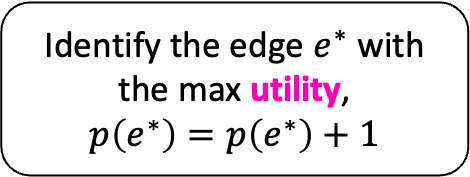 Identify the edge 𝑒* with
the max utility,
𝑝(𝑒*) = 𝑝(𝑒*) + 1